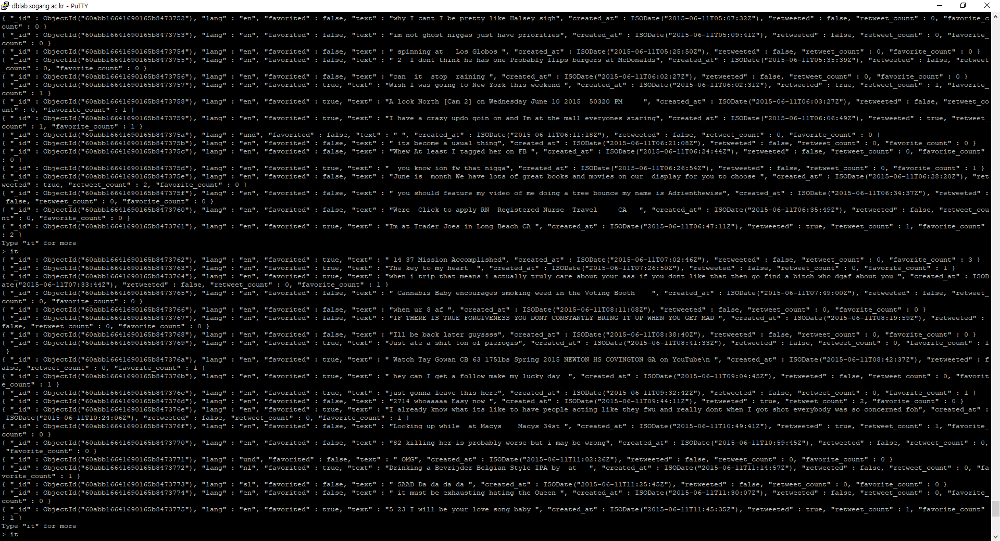 dblab.sogang.ac.kr - PuTTY
{ "_id" : ObjectId("60abb16641690165b8473752"), "lang" : "en", "favorited" : false, "text" : "why I cant I be pretty like Halsey sigh", "created_at" : ISODate("2015-06-11T05:07:32Z"), "retweeted" : false, "retweet_count" : 0, "favorite_c
ount" : 0 }
{ "_id" : ObjectId("60abb16641690165b8473753"), "lang" : "en", "favorited" : false, "text" : "im not ghost niggas just have priorities", "created_at" : ISODate("2015-06-11T05:09:41Z"), "retweeted" : false, "retweet_count" : 0, "favorite_
count" : 0 }
{ "_id" : ObjectId("60abb16641690165b8473754"), "lang" : "en", "favorited" : false, "text" : " spinning at   Los Globos ", "created_at" : ISODate("2015-06-11T05:25:50Z"), "retweeted" : false, "retweet_count" : 0, "favorite_count" : 0 }
{ "_id" : ObjectId("60abb16641690165b8473755"), "lang" : "en", "favorited" : false, "text" : " 2  I dont think he has one Probably flips burgers at McDonalds", "created_at" : ISODate("2015-06-11T05:35:39Z"), "retweeted" : false, "retweet
_count" : 0, "favorite_count" : 0 }
{ "_id" : ObjectId("60abb16641690165b8473756"), "lang" : "en", "favorited" : false, "text" : "can  it  stop  raining ", "created_at" : ISODate("2015-06-11T06:02:27Z"), "retweeted" : false, "retweet_count" : 0, "favorite_count" : 0 }
{ "_id" : ObjectId("60abb16641690165b8473757"), "lang" : "en", "favorited" : true, "text" : "Wish I was going to New York this weekend ", "created_at" : ISODate("2015-06-11T06:02:31Z"), "retweeted" : true, "retweet_count" : 1, "favorite_
count" : 1 }
{ "_id" : ObjectId("60abb16641690165b8473758"), "lang" : "en", "favorited" : true, "text" : "A look North [Cam 2] on Wednesday June 10 2015  50320 PM     ", "created_at" : ISODate("2015-06-11T06:03:27Z"), "retweeted" : false, "retweet_co
unt" : 0, "favorite_count" : 1 }
{ "_id" : ObjectId("60abb16641690165b8473759"), "lang" : "en", "favorited" : true, "text" : "I have a crazy updo goin on and Im at the mall everyones staring", "created_at" : ISODate("2015-06-11T06:06:49Z"), "retweeted" : true, "retweet_
count" : 1, "favorite_count" : 1 }
{ "_id" : ObjectId("60abb16641690165b847375a"), "lang" : "und", "favorited" : false, "text" : " ", "created_at" : ISODate("2015-06-11T06:11:18Z"), "retweeted" : false, "retweet_count" : 0, "favorite_count" : 0 }
{ "_id" : ObjectId("60abb16641690165b847375b"), "lang" : "en", "favorited" : false, "text" : " its become a usual thing", "created_at" : ISODate("2015-06-11T06:21:08Z"), "retweeted" : false, "retweet_count" : 0, "favorite_count" : 0 }
{ "_id" : ObjectId("60abb16641690165b847375c"), "lang" : "en", "favorited" : false, "text" : "Whew At least I tagged her on FB ", "created_at" : ISODate("2015-06-11T06:24:44Z"), "retweeted" : false, "retweet_count" : 0, "favorite_count"
: 0 }
{ "_id" : ObjectId("60abb16641690165b847375d"), "lang" : "en", "favorited" : true, "text" : "  you know ion fw that nigga", "created_at" : ISODate("2015-06-11T06:26:54Z"), "retweeted" : false, "retweet_count" : 0, "favorite_count" : 1 }
{ "_id" : ObjectId("60abb16641690165b847375e"), "lang" : "en", "favorited" : false, "text" : "June is  month We have lots of great books and movies on our  display for you to choose ", "created_at" : ISODate("2015-06-11T06:28:20Z"), "ret
weeted" : true, "retweet_count" : 2, "favorite_count" : 0 }
{ "_id" : ObjectId("60abb16641690165b847375f"), "lang" : "en", "favorited" : false, "text" : " you should feature my video of me doing a tree bounce my name is Adrienthewise", "created_at" : ISODate("2015-06-11T06:34:37Z"), "retweeted" :
 false, "retweet_count" : 0, "favorite_count" : 0 }
{ "_id" : ObjectId("60abb16641690165b8473760"), "lang" : "en", "favorited" : false, "text" : "Were  Click to apply RN  Registered Nurse  Travel     CA   ", "created_at" : ISODate("2015-06-11T06:35:49Z"), "retweeted" : false, "retweet_cou
nt" : 0, "favorite_count" : 0 }
{ "_id" : ObjectId("60abb16641690165b8473761"), "lang" : "en", "favorited" : true, "text" : "Im at Trader Joes in Long Beach CA ", "created_at" : ISODate("2015-06-11T06:47:11Z"), "retweeted" : true, "retweet_count" : 1, "favorite_count"
: 2 }
Type "it" for more
> it
{ "_id" : ObjectId("60abb16641690165b8473762"), "lang" : "en", "favorited" : true, "text" : " 14 37 Mission Accomplished", "created_at" : ISODate("2015-06-11T07:02:46Z"), "retweeted" : false, "retweet_count" : 0, "favorite_count" : 3 }
{ "_id" : ObjectId("60abb16641690165b8473763"), "lang" : "en", "favorited" : true, "text" : "The key to my heart  ", "created_at" : ISODate("2015-06-11T07:26:50Z"), "retweeted" : false, "retweet_count" : 0, "favorite_count" : 1 }
{ "_id" : ObjectId("60abb16641690165b8473764"), "lang" : "en", "favorited" : true, "text" : "when i trip that means i actually truly care about your ass if you dont like that then go find a bitch who dgaf about you ", "created_at" : ISOD
ate("2015-06-11T07:33:44Z"), "retweeted" : false, "retweet_count" : 0, "favorite_count" : 1 }
{ "_id" : ObjectId("60abb16641690165b8473765"), "lang" : "en", "favorited" : false, "text" : " Cannabis Baby encourages smoking weed in the Voting Booth    ", "created_at" : ISODate("2015-06-11T07:49:00Z"), "retweeted" : false, "retweet_
count" : 0, "favorite_count" : 0 }
{ "_id" : ObjectId("60abb16641690165b8473766"), "lang" : "en", "favorited" : false, "text" : "when ur 8 af ", "created_at" : ISODate("2015-06-11T08:11:08Z"), "retweeted" : false, "retweet_count" : 0, "favorite_count" : 0 }
{ "_id" : ObjectId("60abb16641690165b8473767"), "lang" : "en", "favorited" : false, "text" : "IF THERE IS TRUE FORGIVENESS YOU DONT CONSTANTLY BRING IT UP WHEN YOU GET MAD ", "created_at" : ISODate("2015-06-11T08:19:59Z"), "retweeted" :
false, "retweet_count" : 0, "favorite_count" : 0 }
{ "_id" : ObjectId("60abb16641690165b8473768"), "lang" : "en", "favorited" : false, "text" : "Ill be back later guyssss", "created_at" : ISODate("2015-06-11T08:38:40Z"), "retweeted" : false, "retweet_count" : 0, "favorite_count" : 0 }
{ "_id" : ObjectId("60abb16641690165b8473769"), "lang" : "en", "favorited" : true, "text" : "Just ate a shit ton of pierogis", "created_at" : ISODate("2015-06-11T08:41:33Z"), "retweeted" : false, "retweet_count" : 0, "favorite_count" : 1
 }
{ "_id" : ObjectId("60abb16641690165b847376a"), "lang" : "en", "favorited" : true, "text" : " Watch Tay Gowan CB 63 175lbs Spring 2015 NEWTON HS COVINGTON GA on YouTube\n ", "created_at" : ISODate("2015-06-11T08:42:37Z"), "retweeted" : f
alse, "retweet_count" : 0, "favorite_count" : 1 }
{ "_id" : ObjectId("60abb16641690165b847376b"), "lang" : "en", "favorited" : true, "text" : " hey can I get a follow make my lucky day  ", "created_at" : ISODate("2015-06-11T09:04:45Z"), "retweeted" : false, "retweet_count" : 0, "favorit
e_count" : 1 }
{ "_id" : ObjectId("60abb16641690165b847376c"), "lang" : "en", "favorited" : true, "text" : "just gonna leave this here", "created_at" : ISODate("2015-06-11T09:32:42Z"), "retweeted" : false, "retweet_count" : 0, "favorite_count" : 1 }
{ "_id" : ObjectId("60abb16641690165b847376d"), "lang" : "en", "favorited" : false, "text" : "2714 whoaaaaa Easy now ", "created_at" : ISODate("2015-06-11T09:44:11Z"), "retweeted" : true, "retweet_count" : 2, "favorite_count" : 0 }
{ "_id" : ObjectId("60abb16641690165b847376e"), "lang" : "en", "favorited" : true, "text" : "I already know what its like to have people acting like they fwu and really dont when I got shot everybody was so concerned foh", "created_at" :
 ISODate("2015-06-11T10:24:06Z"), "retweeted" : false, "retweet_count" : 0, "favorite_count" : 1 }
{ "_id" : ObjectId("60abb16641690165b847376f"), "lang" : "en", "favorited" : false, "text" : "Looking up while  at Macys    Macys 34st ", "created_at" : ISODate("2015-06-11T10:49:41Z"), "retweeted" : true, "retweet_count" : 1, "favorite_
count" : 0 }
{ "_id" : ObjectId("60abb16641690165b8473770"), "lang" : "en", "favorited" : false, "text" : "82 killing her is probably worse but i may be wrong", "created_at" : ISODate("2015-06-11T10:59:45Z"), "retweeted" : false, "retweet_count" : 0,
 "favorite_count" : 0 }
{ "_id" : ObjectId("60abb16641690165b8473771"), "lang" : "und", "favorited" : false, "text" : " OMG", "created_at" : ISODate("2015-06-11T11:02:26Z"), "retweeted" : false, "retweet_count" : 0, "favorite_count" : 0 }
{ "_id" : ObjectId("60abb16641690165b8473772"), "lang" : "nl", "favorited" : true, "text" : "Drinking a Bevrijder Belgian Style IPA by  at   ", "created_at" : ISODate("2015-06-11T11:14:57Z"), "retweeted" : false, "retweet_count" : 0, "fa
vorite_count" : 1 }
{ "_id" : ObjectId("60abb16641690165b8473773"), "lang" : "sl", "favorited" : false, "text" : " SAAD Da da da da ", "created_at" : ISODate("2015-06-11T11:25:45Z"), "retweeted" : false, "retweet_count" : 0, "favorite_count" : 0 }
{ "_id" : ObjectId("60abb16641690165b8473774"), "lang" : "en", "favorited" : false, "text" : " it must be exhausting hating the Queen ", "created_at" : ISODate("2015-06-11T11:30:07Z"), "retweeted" : false, "retweet_count" : 0, "favorite_
count" : 0 }
{ "_id" : ObjectId("60abb16641690165b8473775"), "lang" : "en", "favorited" : true, "text" : "5 23 I will be your love song baby ", "created_at" : ISODate("2015-06-11T11:45:35Z"), "retweeted" : true, "retweet_count" : 1, "favorite_count"
: 1 }
Type "it" for more
> it